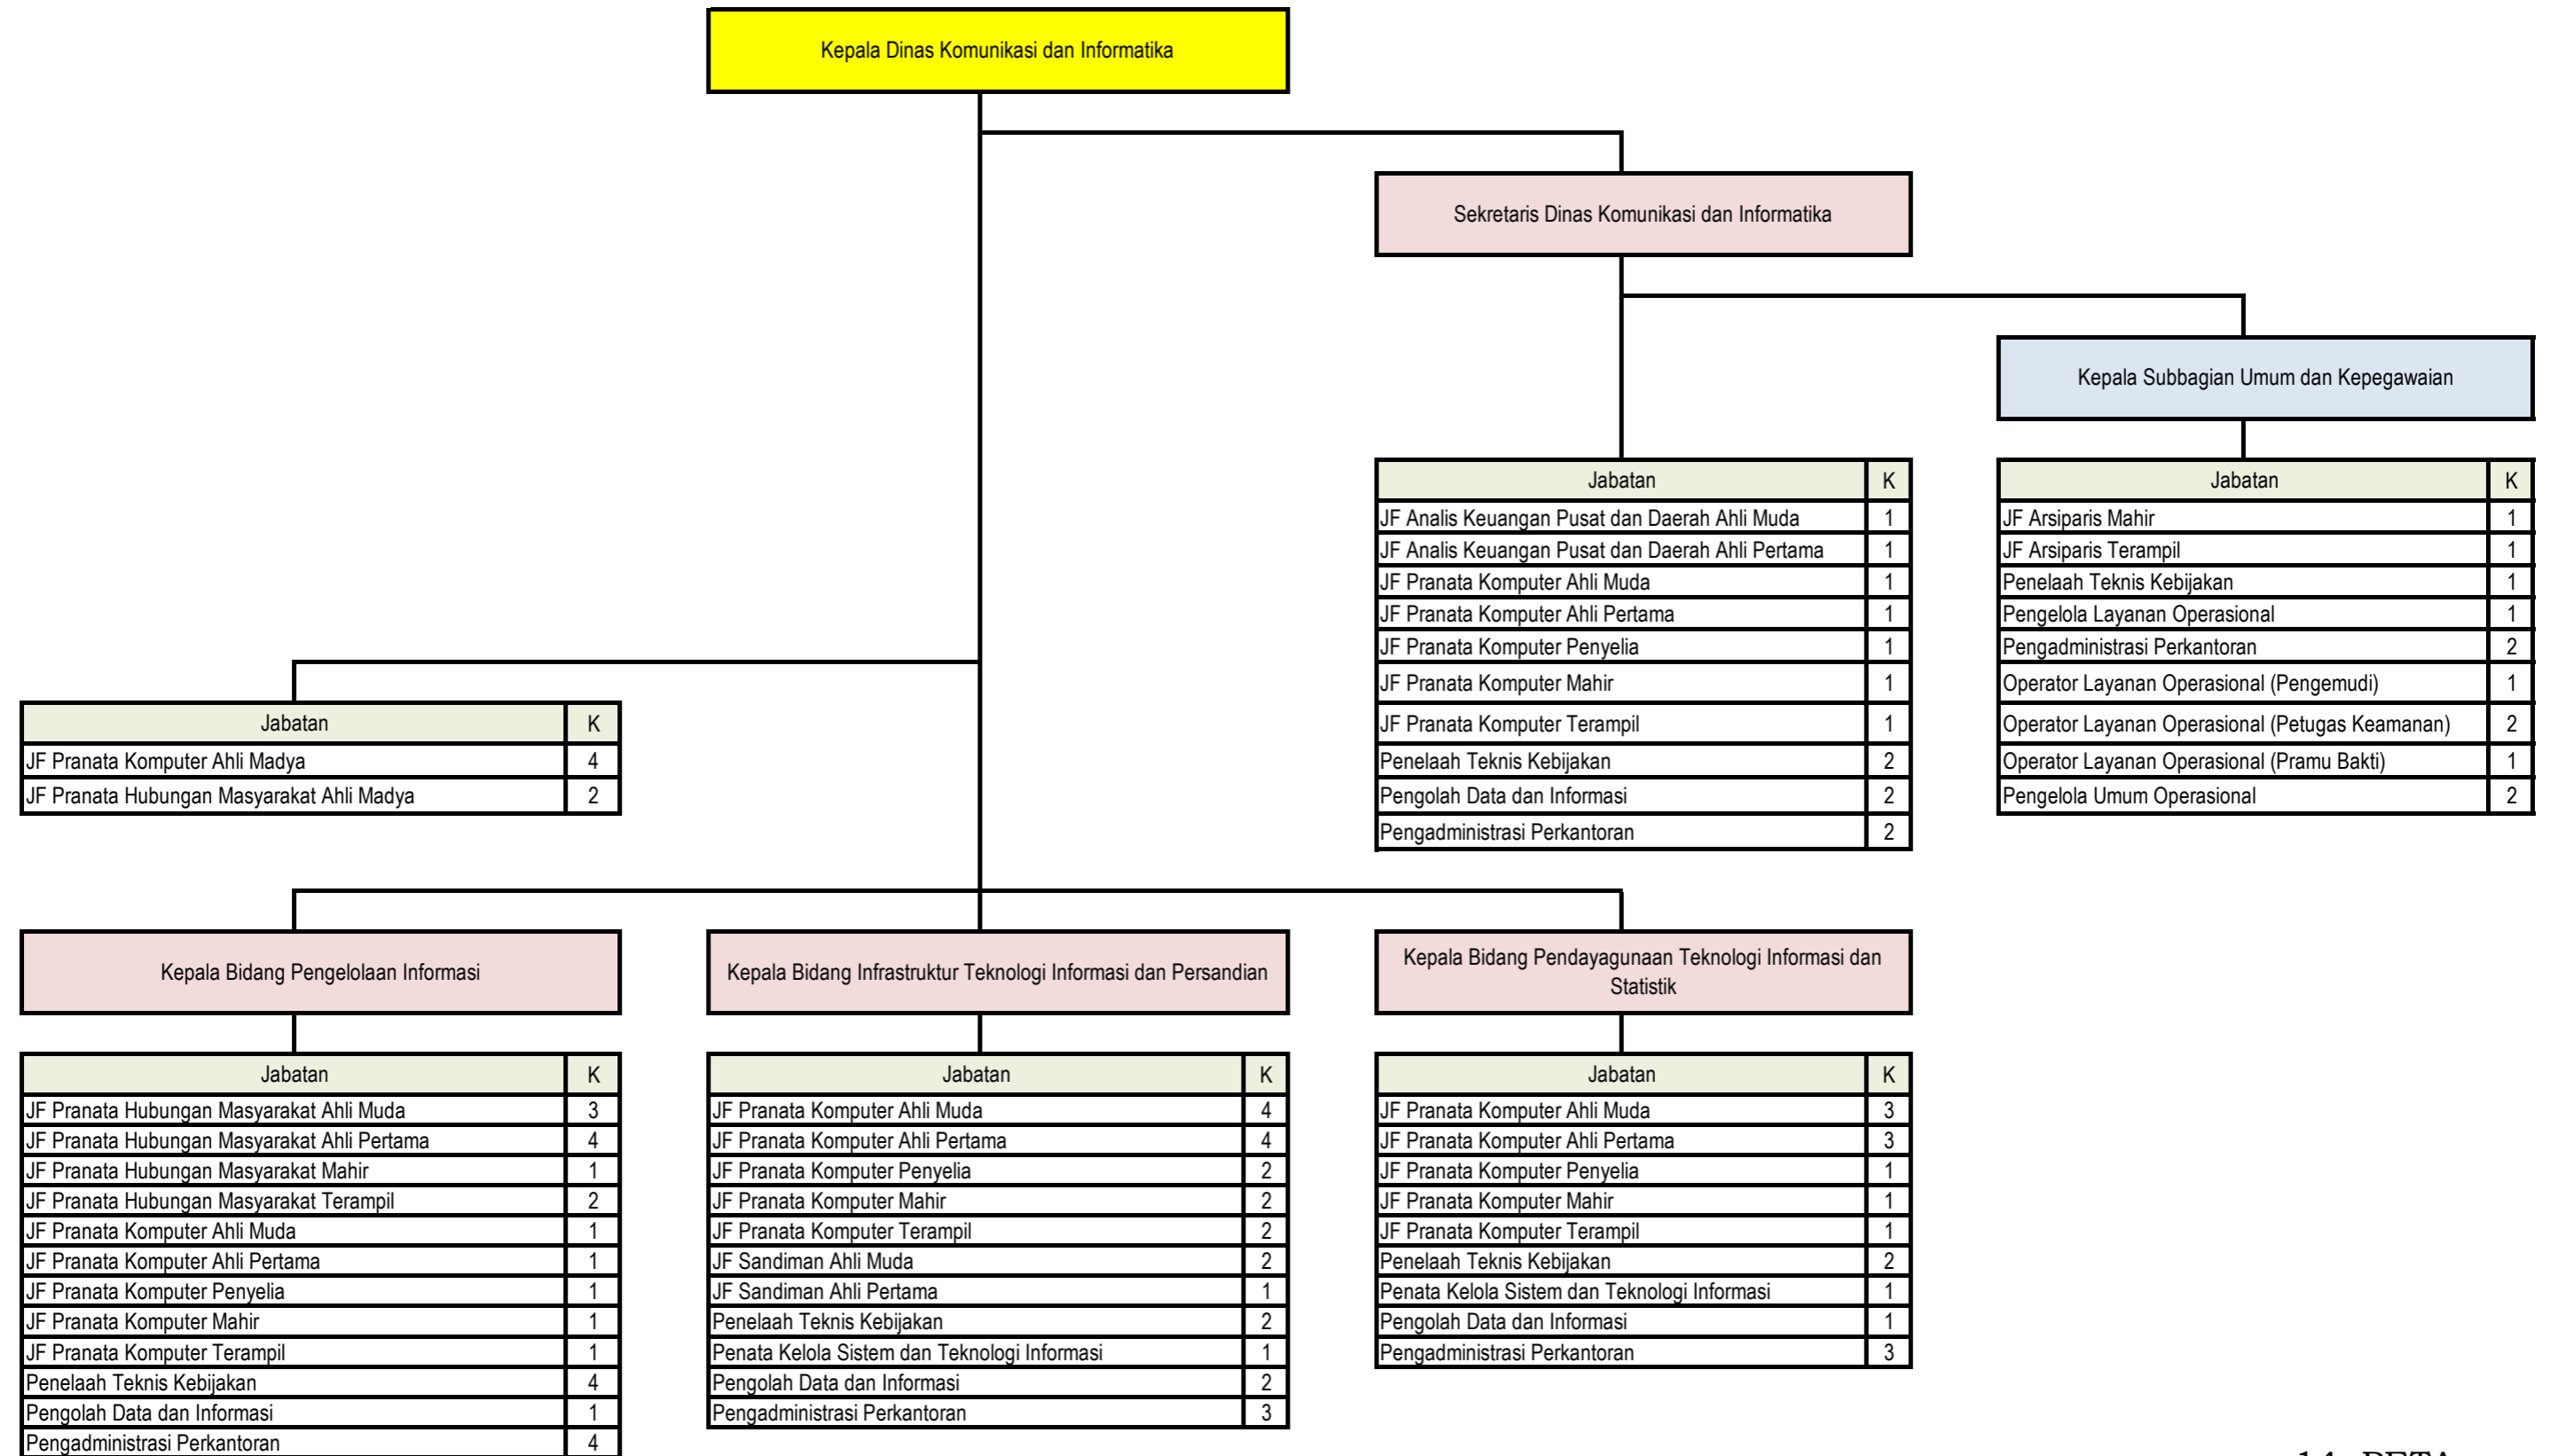 Kepala Dinas Komunikasi dan Informatika
Sekretaris Dinas Komunikasi dan Informatika
Kepala Subbagian Umum dan Kepegawaian
Jabatan K
JF Analis Keuangan Pusat dan Daerah Ahli Muda 1
JF Analis Keuangan Pusat dan Daerah Ahli Pertama 1
JF Pranata Komputer Ahli Muda 1
JF Pranata Komputer Ahli Pertama 1
JF Pranata Komputer Penyelia 1
JF Pranata Komputer Mahir 1
JF Pranata Komputer Terampil 1
Penelaah Teknis Kebijakan 2
Pengolah Data dan Informasi 2
Pengadministrasi Perkantoran 2
Jabatan K
JF Arsiparis Mahir 1
JF Arsiparis Terampil 1
Penelaah Teknis Kebijakan 1
Pengelola Layanan Operasional 1
Pengadministrasi Perkantoran 2
Operator Layanan Operasional (Pengemudi) 1
Operator Layanan Operasional (Petugas Keamanan) 2
Operator Layanan Operasional (Pramu Bakti) 1
Pengelola Umum Operasional 2
Jabatan K
JF Pranata Komputer Ahli Madya 4
JF Pranata Hubungan Masyarakat Ahli Madya 2
Kepala Bidang Pengelolaan Informasi
Jabatan K
JF Pranata Hubungan Masyarakat Ahli Muda 3
JF Pranata Hubungan Masyarakat Ahli Pertama 4
JF Pranata Hubungan Masyarakat Mahir 1
JF Pranata Hubungan Masyarakat Terampil 2
JF Pranata Komputer Ahli Muda 1
JF Pranata Komputer Ahli Pertama 1
JF Pranata Komputer Penyelia 1
JF Pranata Komputer Mahir 1
JF Pranata Komputer Terampil 1
Penelaah Teknis Kebijakan 4
Pengolah Data dan Informasi 1
Pengadministrasi Perkantoran 4
Kepala Bidang Infrastruktur Teknologi Informasi dan Persandian
Jabatan K
JF Pranata Komputer Ahli Muda 4
JF Pranata Komputer Ahli Pertama 4
JF Pranata Komputer Penyelia 2
JF Pranata Komputer Mahir 2
JF Pranata Komputer Terampil 2
JF Sandiman Ahli Muda 2
JF Sandiman Ahli Pertama 1
Penelaah Teknis Kebijakan 2
Penata Kelola Sistem dan Teknologi Informasi 1
Pengolah Data dan Informasi 2
Pengadministrasi Perkantoran 3
Kepala Bidang Pendayagunaan Teknologi Informasi dan
Statistik
Jabatan K
JF Pranata Komputer Ahli Muda 3
JF Pranata Komputer Ahli Pertama 3
JF Pranata Komputer Penyelia 1
JF Pranata Komputer Mahir 1
JF Pranata Komputer Terampil 1
Penelaah Teknis Kebijakan 2
Penata Kelola Sistem dan Teknologi Informasi 1
Pengolah Data dan Informasi 1
Pengadministrasi Perkantoran 3